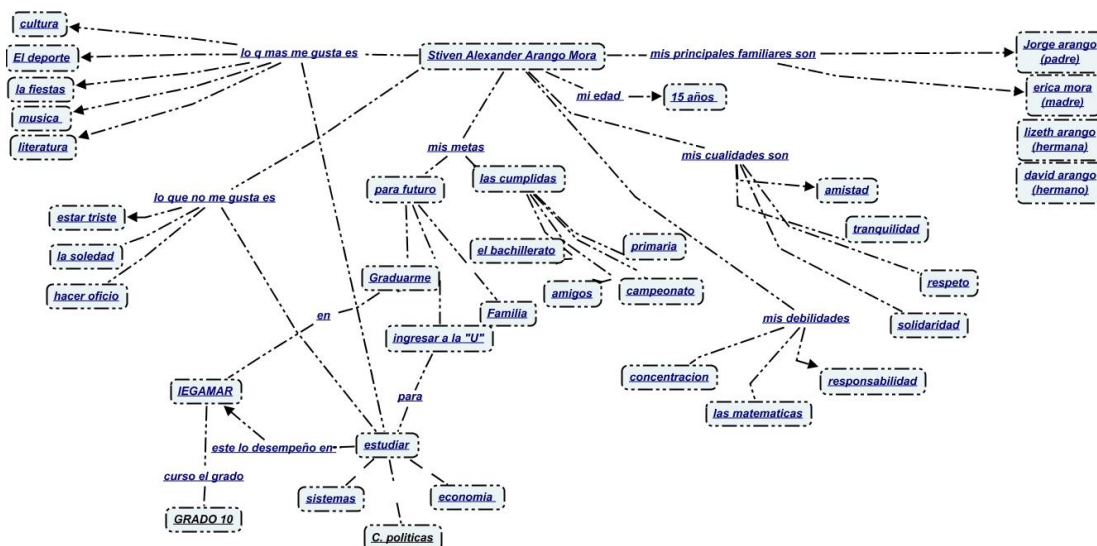 cultura
lo q mas me gusta es
Stiven Alexander Arango Mora
mis principales familiares son
Jorge arango
(padre)
El deporte
la fiestas
mi edad
15 años
erica mora
(madre)
musica
literatura
mis metas
mis cualidades son
lizeth arango
(hermana)
para futuro
las cumplidas
amistad
david arango
(hermano)
lo que no me gusta es
estar triste
tranquilidad
la soledad
el bachillerato
primaria
hacer oficio
Graduarme
amigos
campeonato
respeto
en
Familia
mis debilidades
solidaridad
ingresar a la "U"
IEGAMAR
para
concentracion
responsabilidad
las matematicas
este lo desempeño en
estudiar
curso el grado
sistemas
economia
GRADO 10
C. politicas